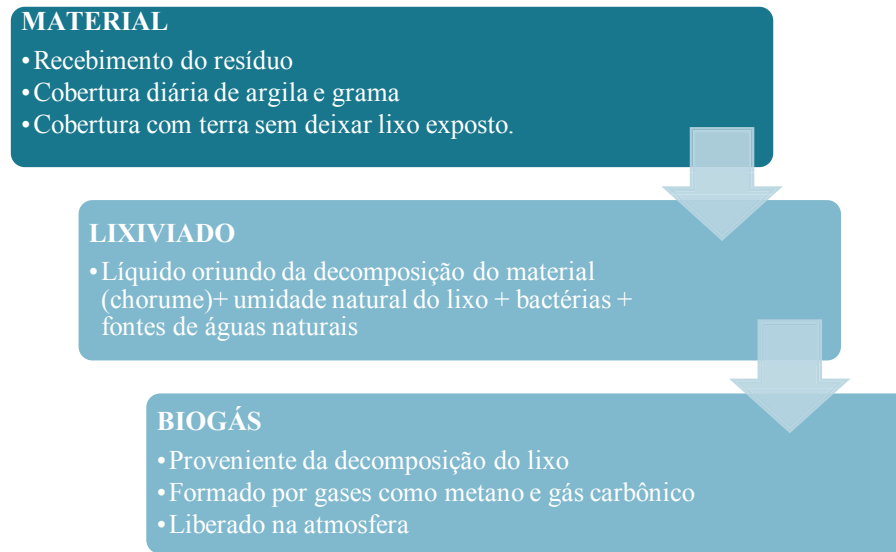 MATERIAL
•Recebimento do resíduo
•Cobertura diária de argila e grama
•Cobertura com terra sem deixar lixo exposto.
LIXIVIADO
•Líquido oriundo da decomposição do material
(chorume)+ umidade natural do lixo + bactérias +
fontes de águas naturais
BIOGÁS
•Proveniente da decomposição do lixo
•Formado por gases como metano e gás carbônico
•Liberado na atmosfera